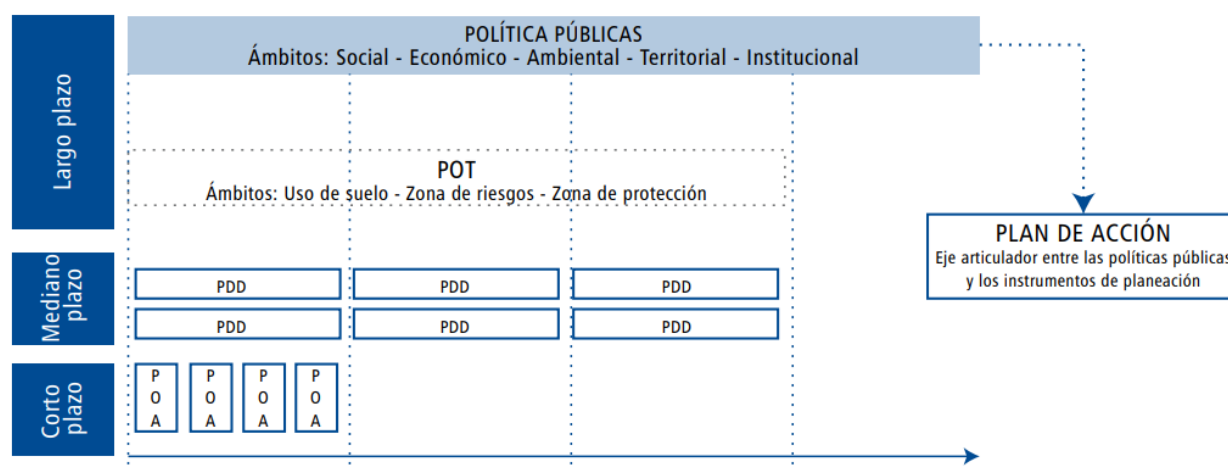 Largo plazo
POLÍTICA PÚBLICAS
Ámbitos: Social - Económico - Ambiental - Territorial - Institucional
POT
Ámbitos: Uso de suelo - Zona de riesgos - Zona de protección
PLAN DE ACCIÓN
Eje articulador entre las políticas públicas
y los instrumentos de planeación
Mediano
plazo
PDD
PDD
PDD
PDD
PDD
PDD
Corto
plazo
POA
POA
POA
POA